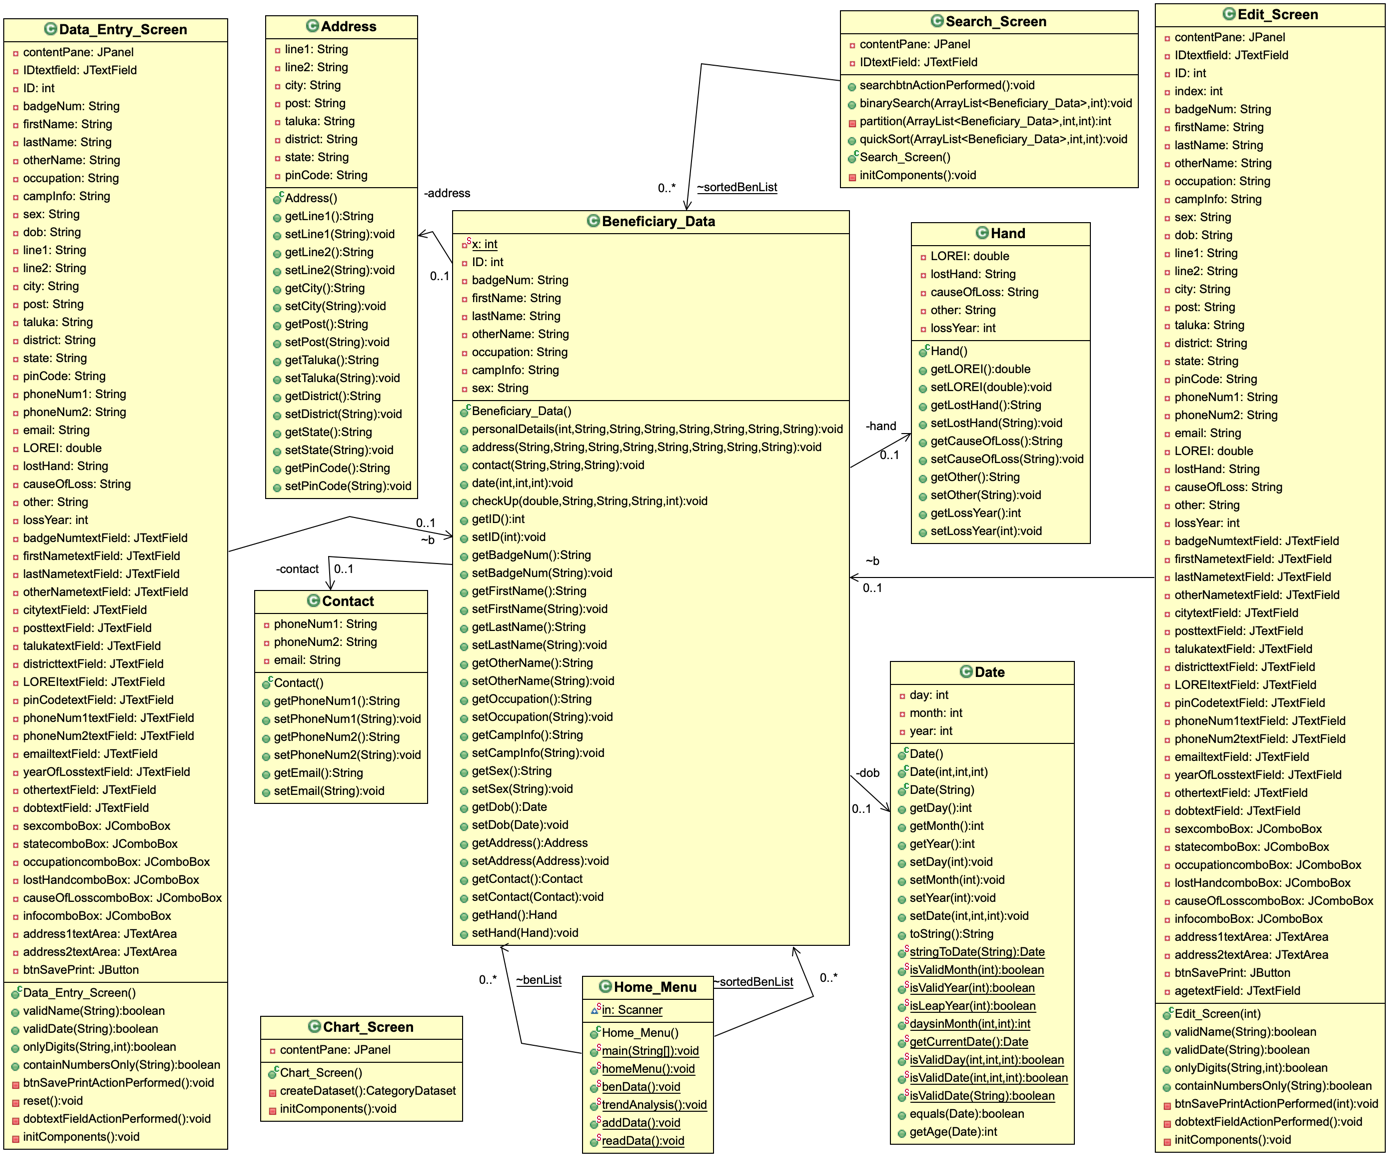 Data_Entry_Screen
contentPane: JPanel
IDtextfield: JTextField
ID: int
badgeNum: String
firstName: String
lastName: String
otherName: String
occupation: String
campInfo: String
sex: String
dob: String
line1: String
line2: String
city: String
post: String
taluka: String
district: String
state: String
pinCode: String
phoneNum1: String
phoneNum2: String
email: String
LOREI: double
lostHand: String
causeOfLoss: String
other: String
lossYear: int
badgeNumtextField: JTextField
firstNametextField: JTextField
lastNametextField: JTextField
otherNametextField: JTextField
citytextField: JTextField
posttextField: JTextField
talukatextField: JTextField
districttextField: JTextField
LOREItextField: JTextField
pinCodetextField: JTextField
phoneNum1textField: JTextField
phoneNum2textField: JTextField
emailtextField: JTextField
yearOfLosstextField: JTextField
othertextField: JTextField
dobtextField: JTextField
sexcomboBox: JComboBox
statecomboBox: JComboBox
occupationcomboBox: JComboBox
lostHandcomboBox: JComboBox
causeOfLosscomboBox: JComboBox
infocomboBox: JComboBox
address1textArea: JTextArea
address2textArea: JTextArea
btnSavePrint: JButton
Data_Entry_Screen()
validName(String):boolean
validDate(String):boolean
onlyDigits(String,int):boolean
containNumbersOnly(String):boolean
btnSavePrintActionPerformed():void
reset():void
dobtextFieldActionPerformed():void
initComponents():void
Address
line1: String
line2: String
city: String
post: String
taluka: String
district: String
state: String
pinCode: String
Address()
getLine1():String
setLine1(String):void
getLine2():String
setLine2(String):void
getCity():String
setCity(String):void
getPost():String
setPost(String):void
getTaluka():String
setTaluka(String):void
getDistrict():String
setDistrict(String):void
getState():String
setState(String):void
getPinCode():String
setPinCode(String):void
-address
0..1
0..1
~b
-contact
0..1
Contact
phoneNum1: String
phoneNum2: String
email: String
Contact()
getPhoneNum1():String
setPhoneNum1(String):void
getPhoneNum2():String
setPhoneNum2(String):void
getEmail():String
setEmail(String):void
Chart_Screen
contentPane: JPanel
Chart_Screen()
createDataset():CategoryDataset
initComponents():void
0..*
~sortedBenList
Beneficiary_Data
x: int
ID: int
badgeNum: String
firstName: String
lastName: String
otherName: String
occupation: String
campInfo: String
sex: String
Beneficiary_Data()
personalDetails(int,String,String,String,String,String,String):void
address(String,String,String,String,String,String,String,String):void
contact(String,String,String):void
date(int,int,int):void
checkUp(double,String,String,String,int):void
getID():int
setID(int):void
getBadgeNum():String
setBadgeNum(String):void
getFirstName():String
setFirstName(String):void
getLastName():String
setLastName(String):void
getOtherName():String
setOtherName(String):void
getOccupation():String
setOccupation(String):void
getCampInfo():String
setCampInfo(String):void
getSex():String
setSex(String):void
getDob():Date
setDob(Date):void
getAddress():Address
setAddress(Address):void
getContact():Contact
setContact(Contact):void
getHand():Hand
setHand(Hand):void
0..*
~benList
~sortedBenList
0..*
Home_Menu
in: Scanner
Home_Menu()
main(String[]):void
homeMenu():void
benData():void
trendAnalysis():void
addData():void
readData():void
Search_Screen
contentPane: JPanel
IDtextField: JTextField
searchbtnActionPerformed():void
binarySearch(ArrayList<Beneficiary_Data>,int):void
partition(ArrayList<Beneficiary_Data>,int,int):int
quickSort(ArrayList<Beneficiary_Data>,int,int):void
Search_Screen()
initComponents():void
-hand
0..1
Hand
LOREI: double
lostHand: String
causeOfLoss: String
other: String
lossYear: int
Hand()
getLOREI():double
setLOREI(double):void
getLostHand():String
setLostHand(String):void
getCauseOfLoss():String
setCauseOfLoss(String):void
getOther():String
setOther(String):void
getLossYear():int
setLossYear(int):void
~b
0..1
-dob
0..1
Date
day: int
month: int
year: int
Date()
Date(int,int,int)
Date(String)
getDay():int
getMonth():int
getYear():int
setDay(int):void
setMonth(int):void
setYear(int):void
setDate(int,int,int):void
toString():String
stringToDate(String):Date
isValidMonth(int):boolean
isValidYear(int):boolean
isLeapYear(int):boolean
daysinMonth(int,int):int
getCurrentDate():Date
isValidDay(int,int,int):boolean
isValidDate(int,int,int):boolean
isValidDate(String):boolean
equals(Date):boolean
getAge(Date):int
Edit_Screen
contentPane: JPanel
IDtextfield: JTextField
ID: int
index: int
badgeNum: String
firstName: String
lastName: String
otherName: String
occupation: String
campInfo: String
sex: String
dob: String
line1: String
line2: String
city: String
post: String
taluka: String
district: String
state: String
pinCode: String
phoneNum1: String
phoneNum2: String
email: String
LOREI: double
lostHand: String
causeOfLoss: String
other: String
lossYear: int
badgeNumtextField: JTextField
firstNametextField: JTextField
lastNametextField: JTextField
otherNametextField: JTextField
citytextField: JTextField
posttextField: JTextField
talukatextField: JTextField
districttextField: JTextField
LOREItextField: JTextField
pinCodetextField: JTextField
phoneNum1textField: JTextField
phoneNum2textField: JTextField
emailtextField: JTextField
yearOfLosstextField: JTextField
othertextField: JTextField
dobtextField: JTextField
sexcomboBox: JComboBox
statecomboBox: JComboBox
occupationcomboBox: JComboBox
lostHandcomboBox: JComboBox
causeOfLosscomboBox: JComboBox
infocomboBox: JComboBox
address1textArea: JTextArea
address2textArea: JTextArea
btnSavePrint: JButton
agetextField: JTextField
Edit_Screen(int)
validName(String):boolean
validDate(String):boolean
onlyDigits(String,int):boolean
containNumbersOnly(String):boolean
btnSavePrintActionPerformed(int):void
dobtextFieldActionPerformed():void
initComponents():void